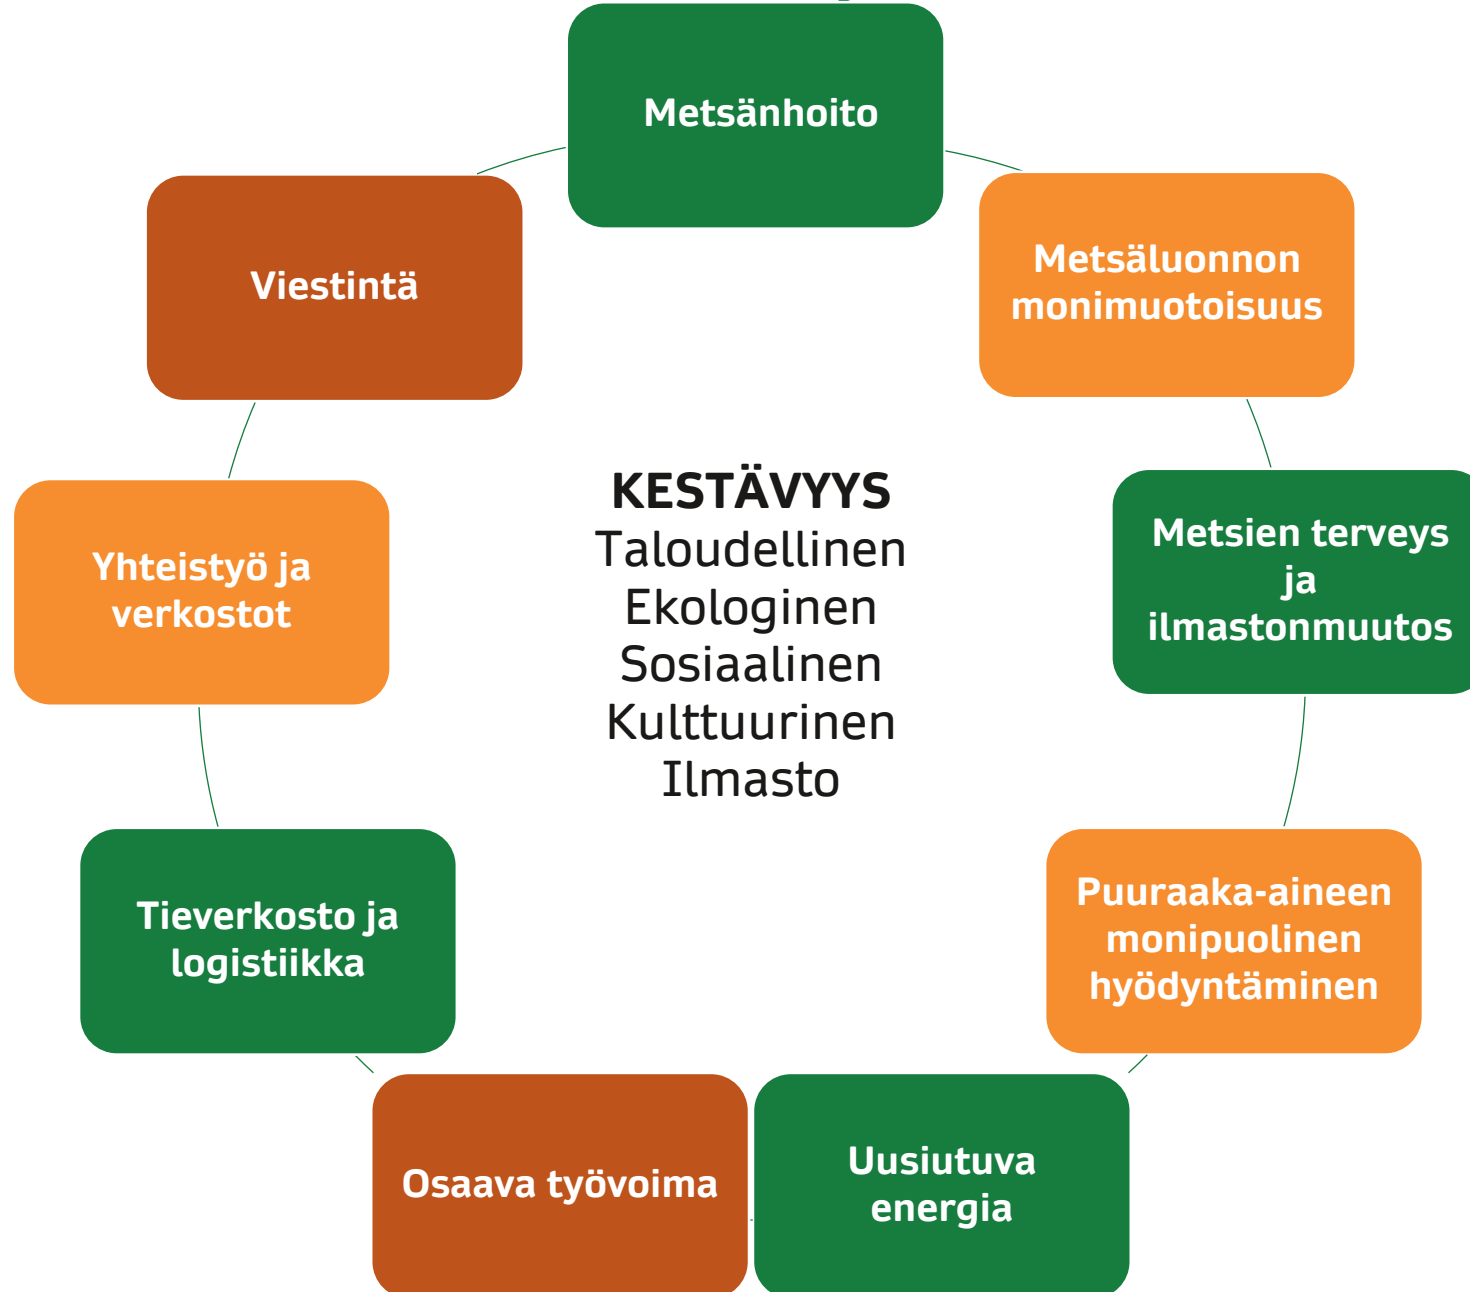 Metsänhoito
Metsäluonnon
monimuotoisuus
Metsien terveys
ja
ilmastonmuutos
Puuraaka-aineen
monipuolinen
hyödyntäminen
Uusiutuva
energia
Osaava työvoima
Tieverkosto ja
logistiikka
Yhteistyö ja
verkostot
Viestintä
KESTÄVYYS
Taloudellinen
Ekologinen
Sosiaalinen
Kulttuurinen
Ilmasto